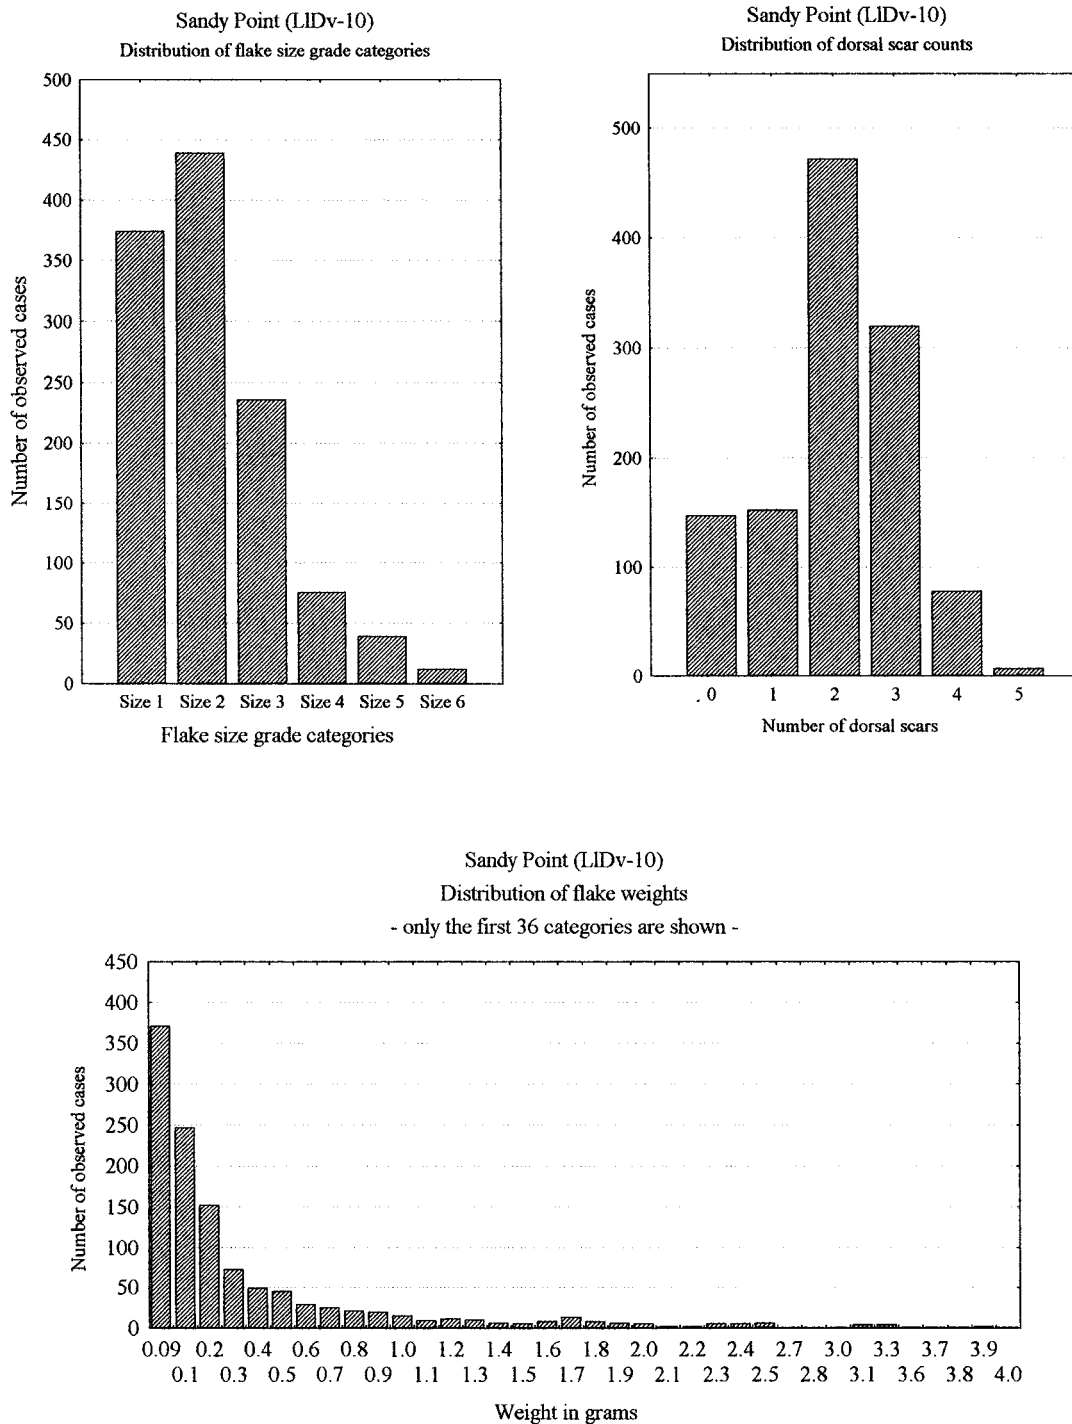 Sandy Point (LlDv-10)
Distribution of flake size grade categories
500
450
400
350
300
250
200
150
100
50
0
Number of observed cases
Size 1 Size 2 Size 3 Size 4 Size 5 Size 6
Flake size grade categories
Sandy Point (LlDv-10)
Distribution of dorsal scar counts
500
400
300
200
100
0
Number of observed cases
0 1 2 3 4 5
Number of dorsal scars
Sandy Point (LlDv-10)
Distribution of flake weights
- only the first 36 categories are shown -
450
400
350
300
250
200
150
100
50
0
Number of observed cases
0.09 0.2 0.4 0.6 0.8 1.0 1.2 1.4 1.6 1.8 2.0 2.2 2.4 2.7 3.0 3.3 3.7 3.9
0.1 0.3 0.5 0.7 0.9 1.1 1.3 1.5 1.7 1.9 2.1 2.3 2.5 2.8 3.1 3.6 3.8 4.0
Weight in grams